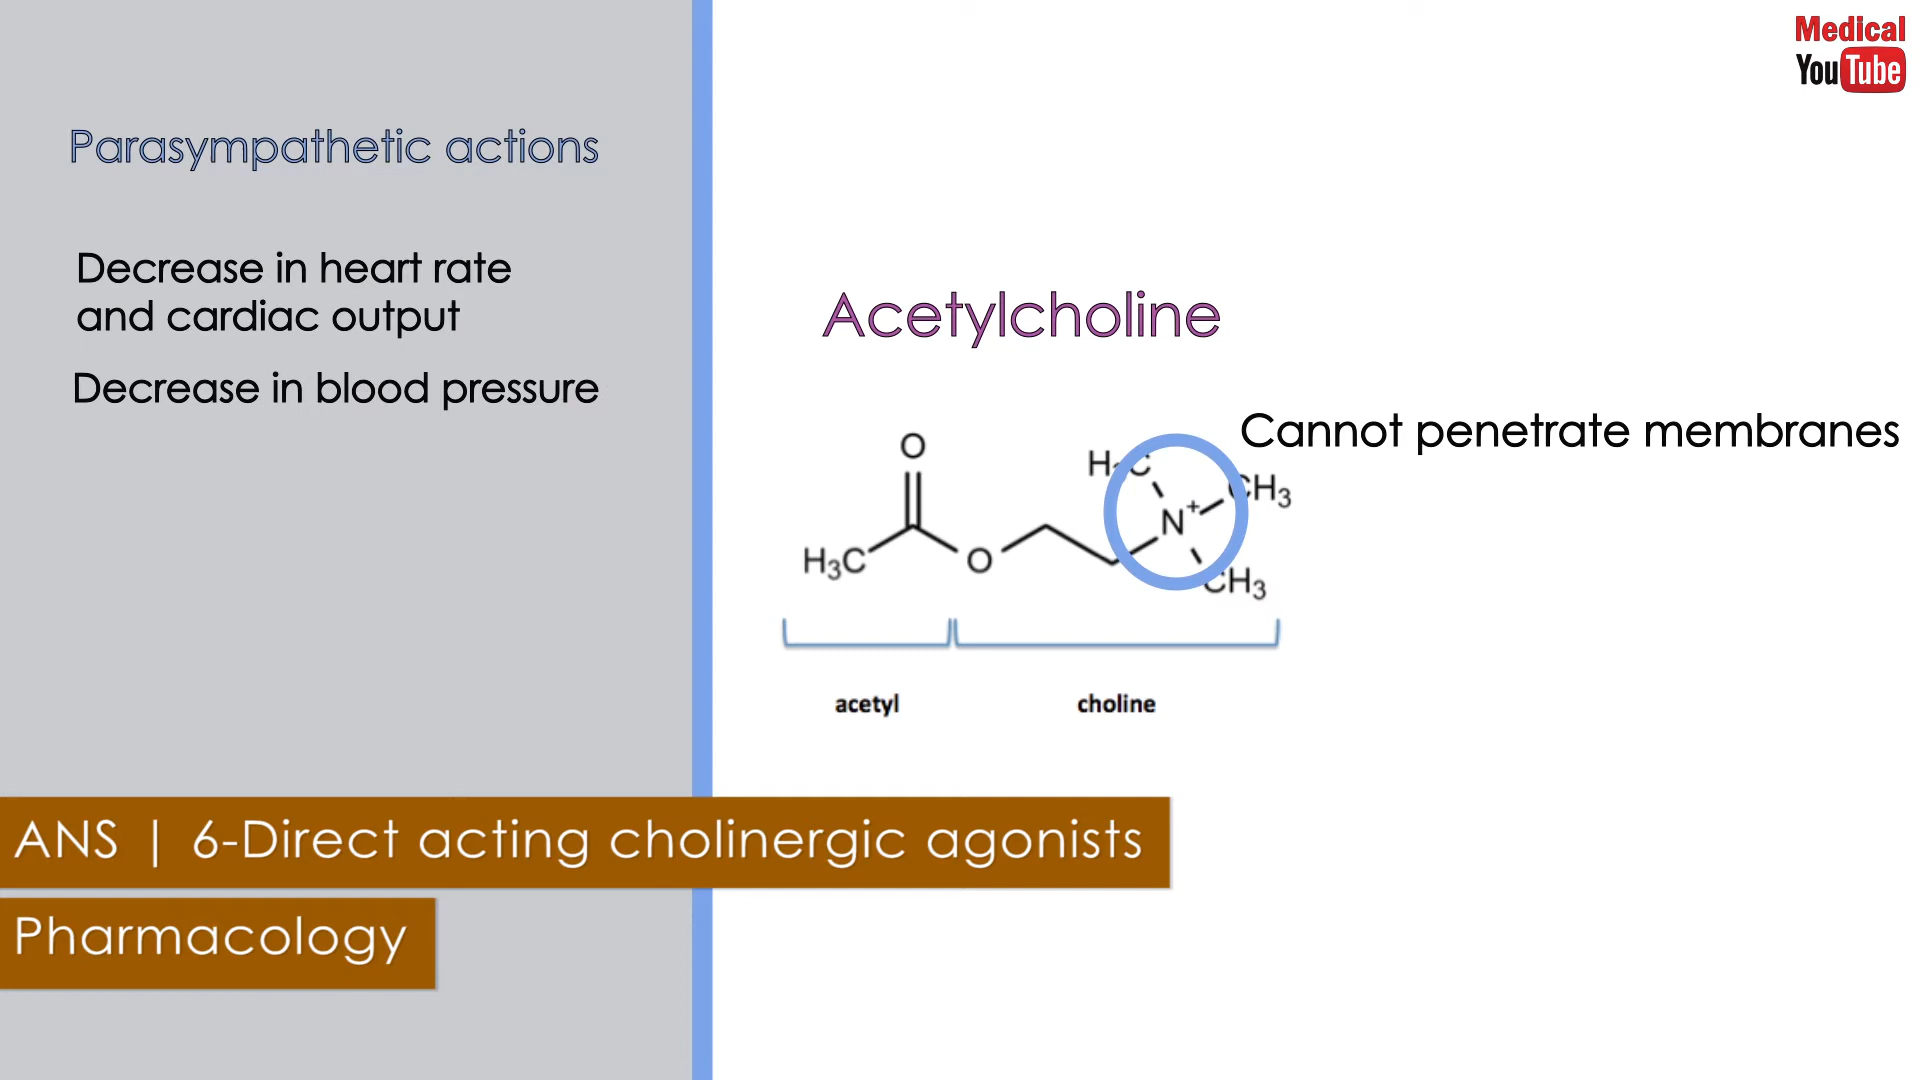 Medical
YouTube
Parasympathetic actions
Decrease in heart rate
and cardiac output
Decrease in blood pressure
Acetylcholine
Cannot penetrate membranes
O
H₃C
CH₃
N⁺
H₃C
O
CH₃
acetyl
choline
ANS | 6-Direct acting cholinergic agonists
Pharmacology